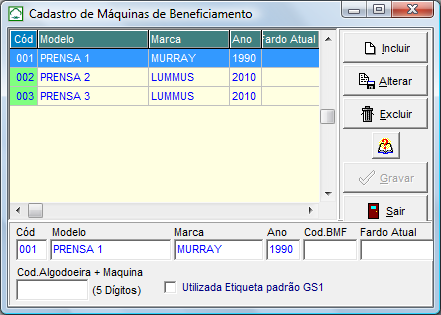 Cadastro de Máquinas de Beneficiamento
Cód Modelo Marca Ano Fardo Atual
001 PRENSA 1 MURRAY 1990
002 PRENSA 2 LUMMUS 2010
003 PRENSA 3 LUMMUS 2010
Incluir
Alterar
Excluir
Gravar
Sair
Cód Modelo Marca Ano Cod.BMF Fardo Atual
001 PRENSA 1 MURRAY 1990
Cod.Algodoeira + Maquina
(5 Dígitos) Utilizada Etiqueta padrão GS1